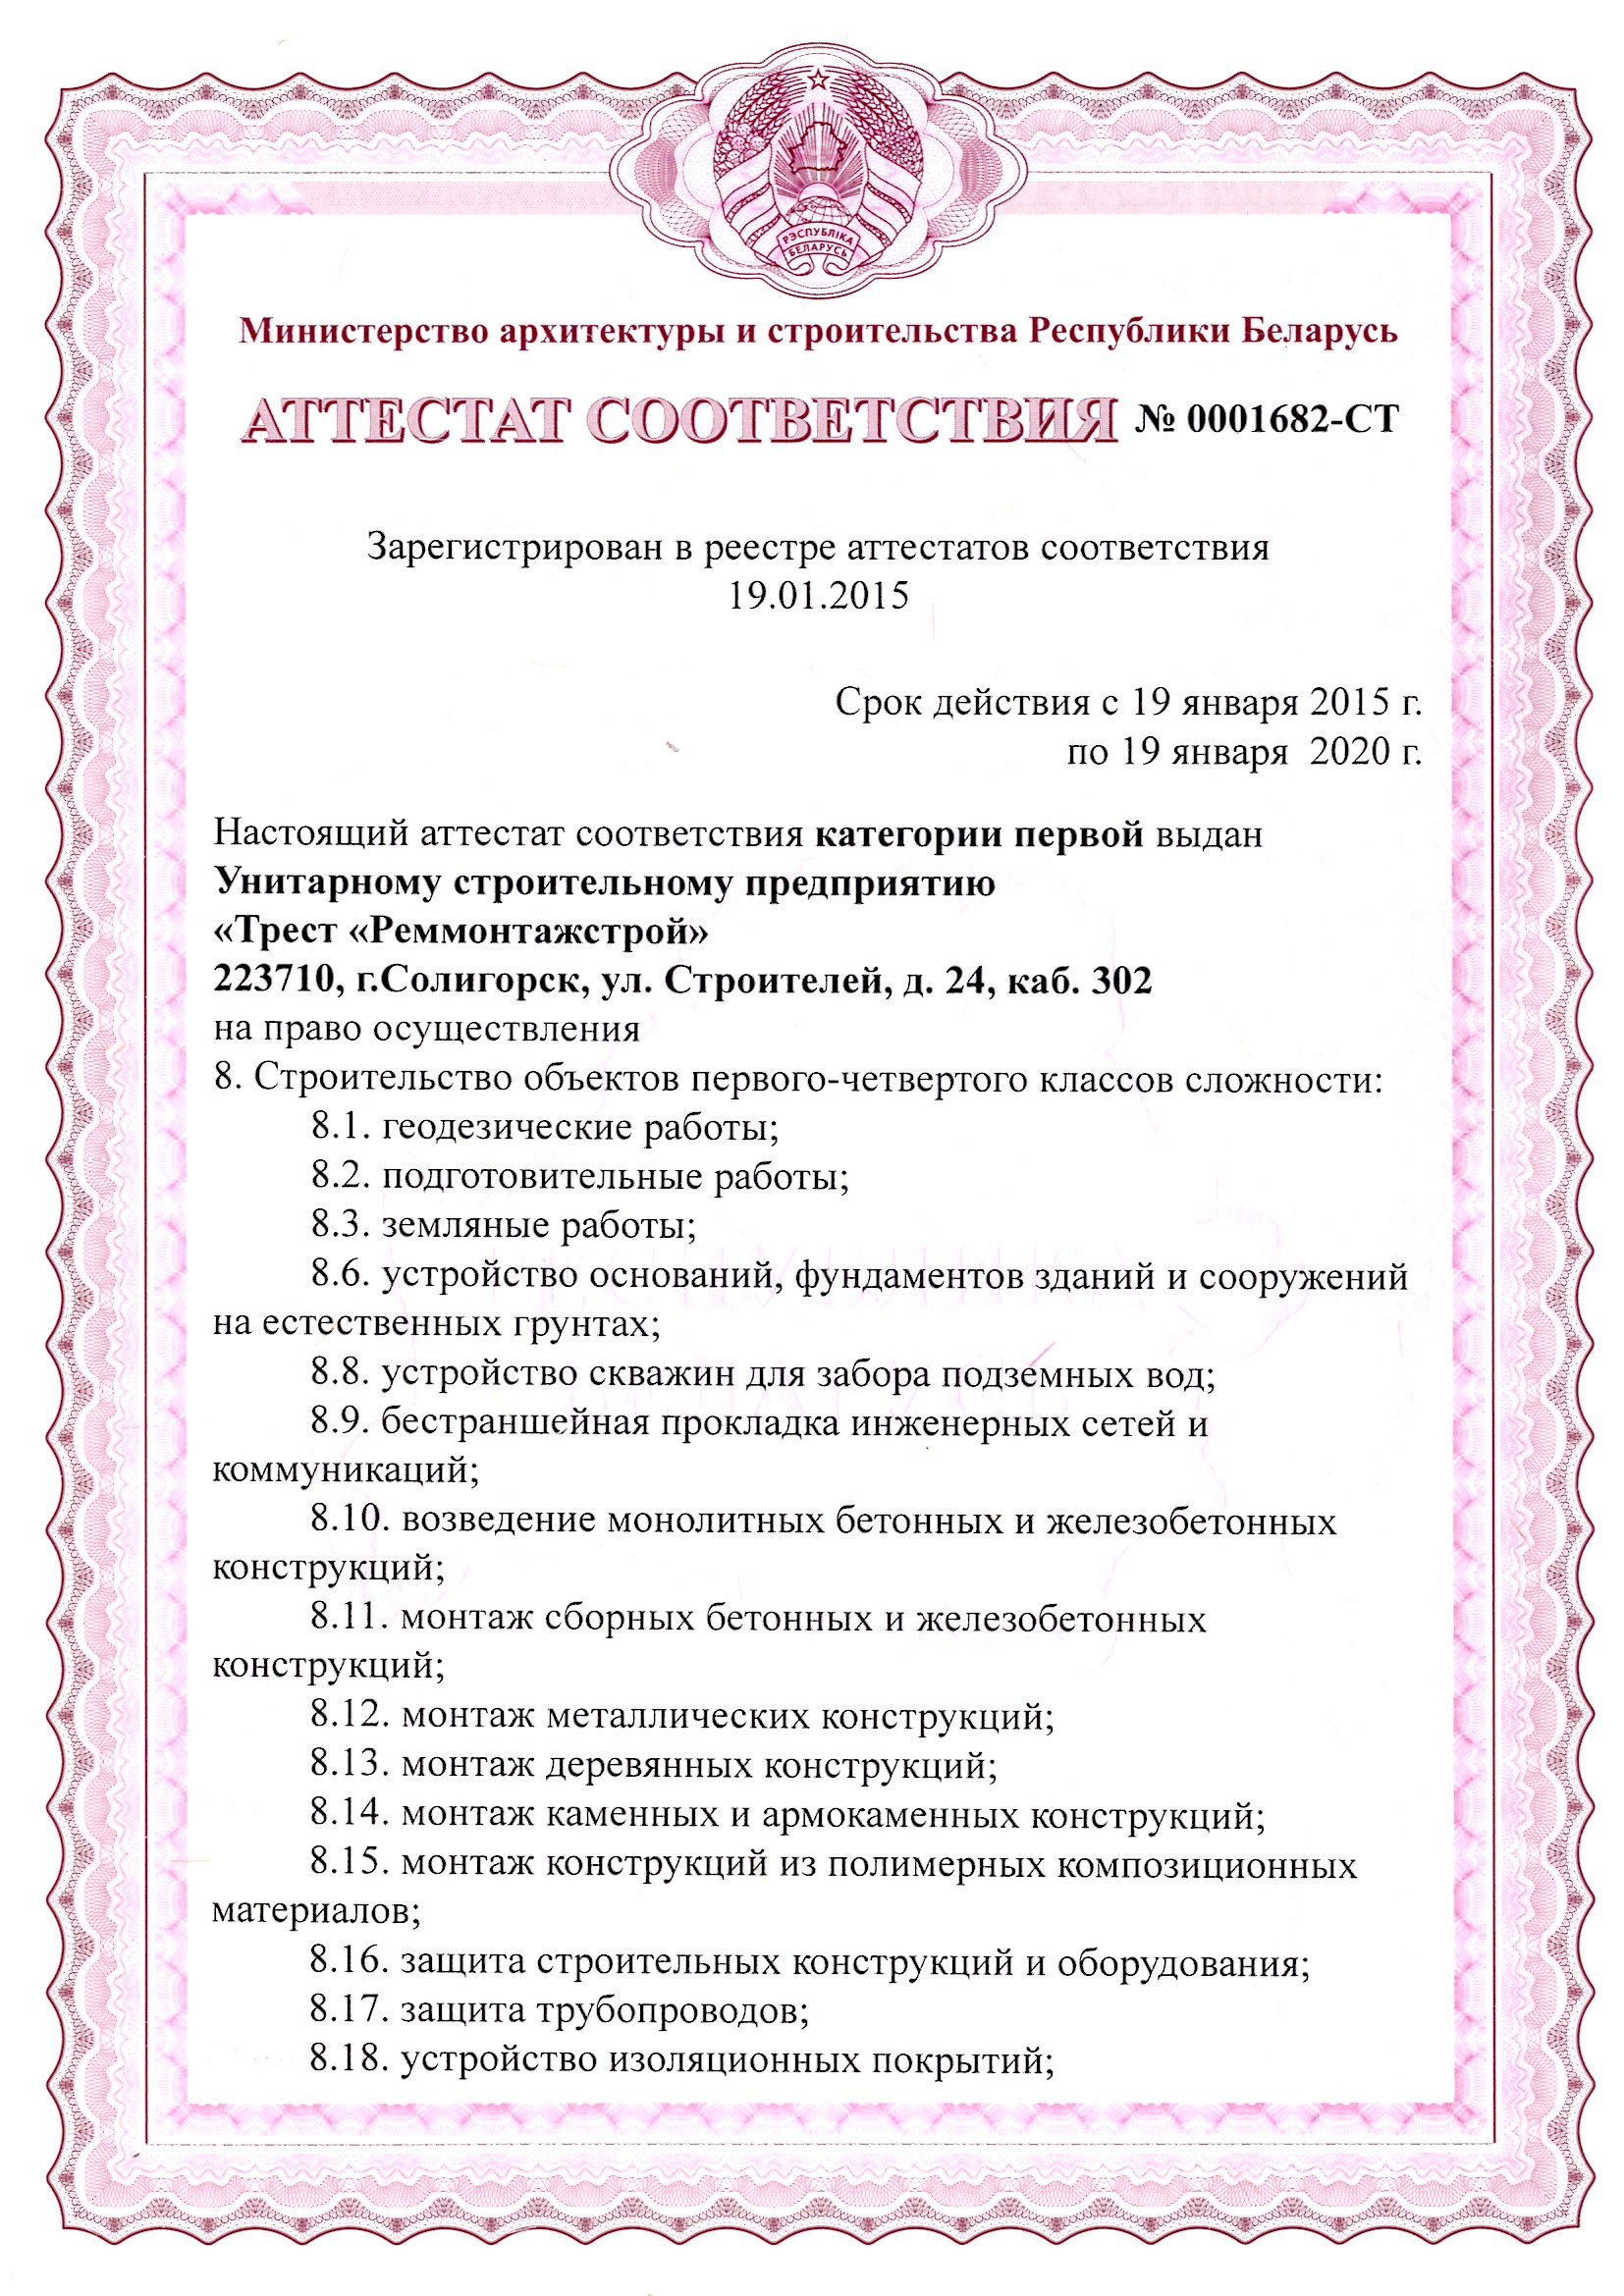 РЭСПУБЛІКА
БЕЛАРУСЬ
Министерство архитектуры и строительства Республики Беларусь
АТТЕСТАТ СООТВЕТСТВИЯ № 0001682-СТ
Зарегистрирован в реестре аттестатов соответствия
19.01.2015
Срок действия с 19 января 2015 г.
по 19 января 2020 г.
Настоящий аттестат соответствия категории первой выдан
Унитарному строительному предприятию
«Трест «Реммонтажстрой»
223710, г.Солигорск, ул. Строителей, д. 24, каб. 302
на право осуществления
8. Строительство объектов первого-четвертого классов сложности:
8.1. геодезические работы;
8.2. подготовительные работы;
8.3. земляные работы;
8.6. устройство оснований, фундаментов зданий и сооружений
на естественных грунтах;
8.8. устройство скважин для забора подземных вод;
8.9. бестраншейная прокладка инженерных сетей и
коммуникаций;
8.10. возведение монолитных бетонных и железобетонных
конструкций;
8.11. монтаж сборных бетонных и железобетонных
конструкций;
8.12. монтаж металлических конструкций;
8.13. монтаж деревянных конструкций;
8.14. монтаж каменных и армокаменных конструкций;
8.15. монтаж конструкций из полимерных композиционных
материалов;
8.16. защита строительных конструкций и оборудования;
8.17. защита трубопроводов;
8.18. устройство изоляционных покрытий;